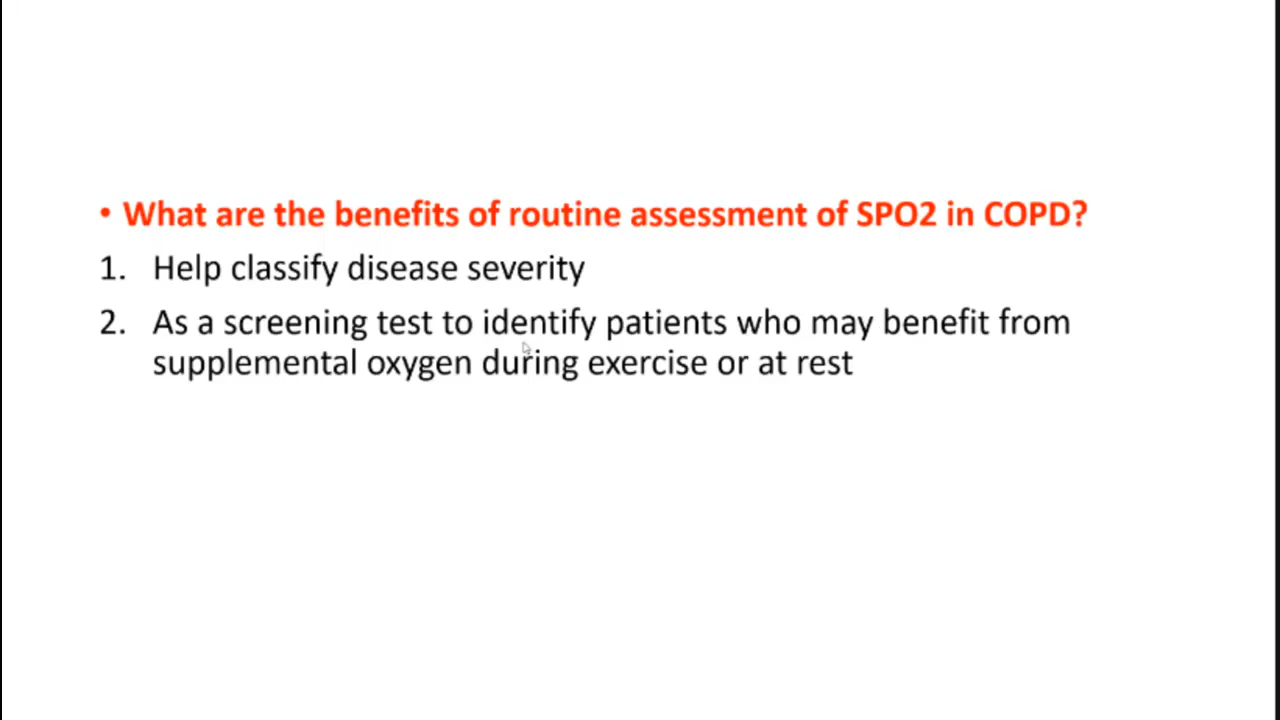 • What are the benefits of routine assessment of SPO2 in COPD?
1. Help classify disease severity
2. As a screening test to identify patients who may benefit from
supplemental oxygen during exercise or at rest